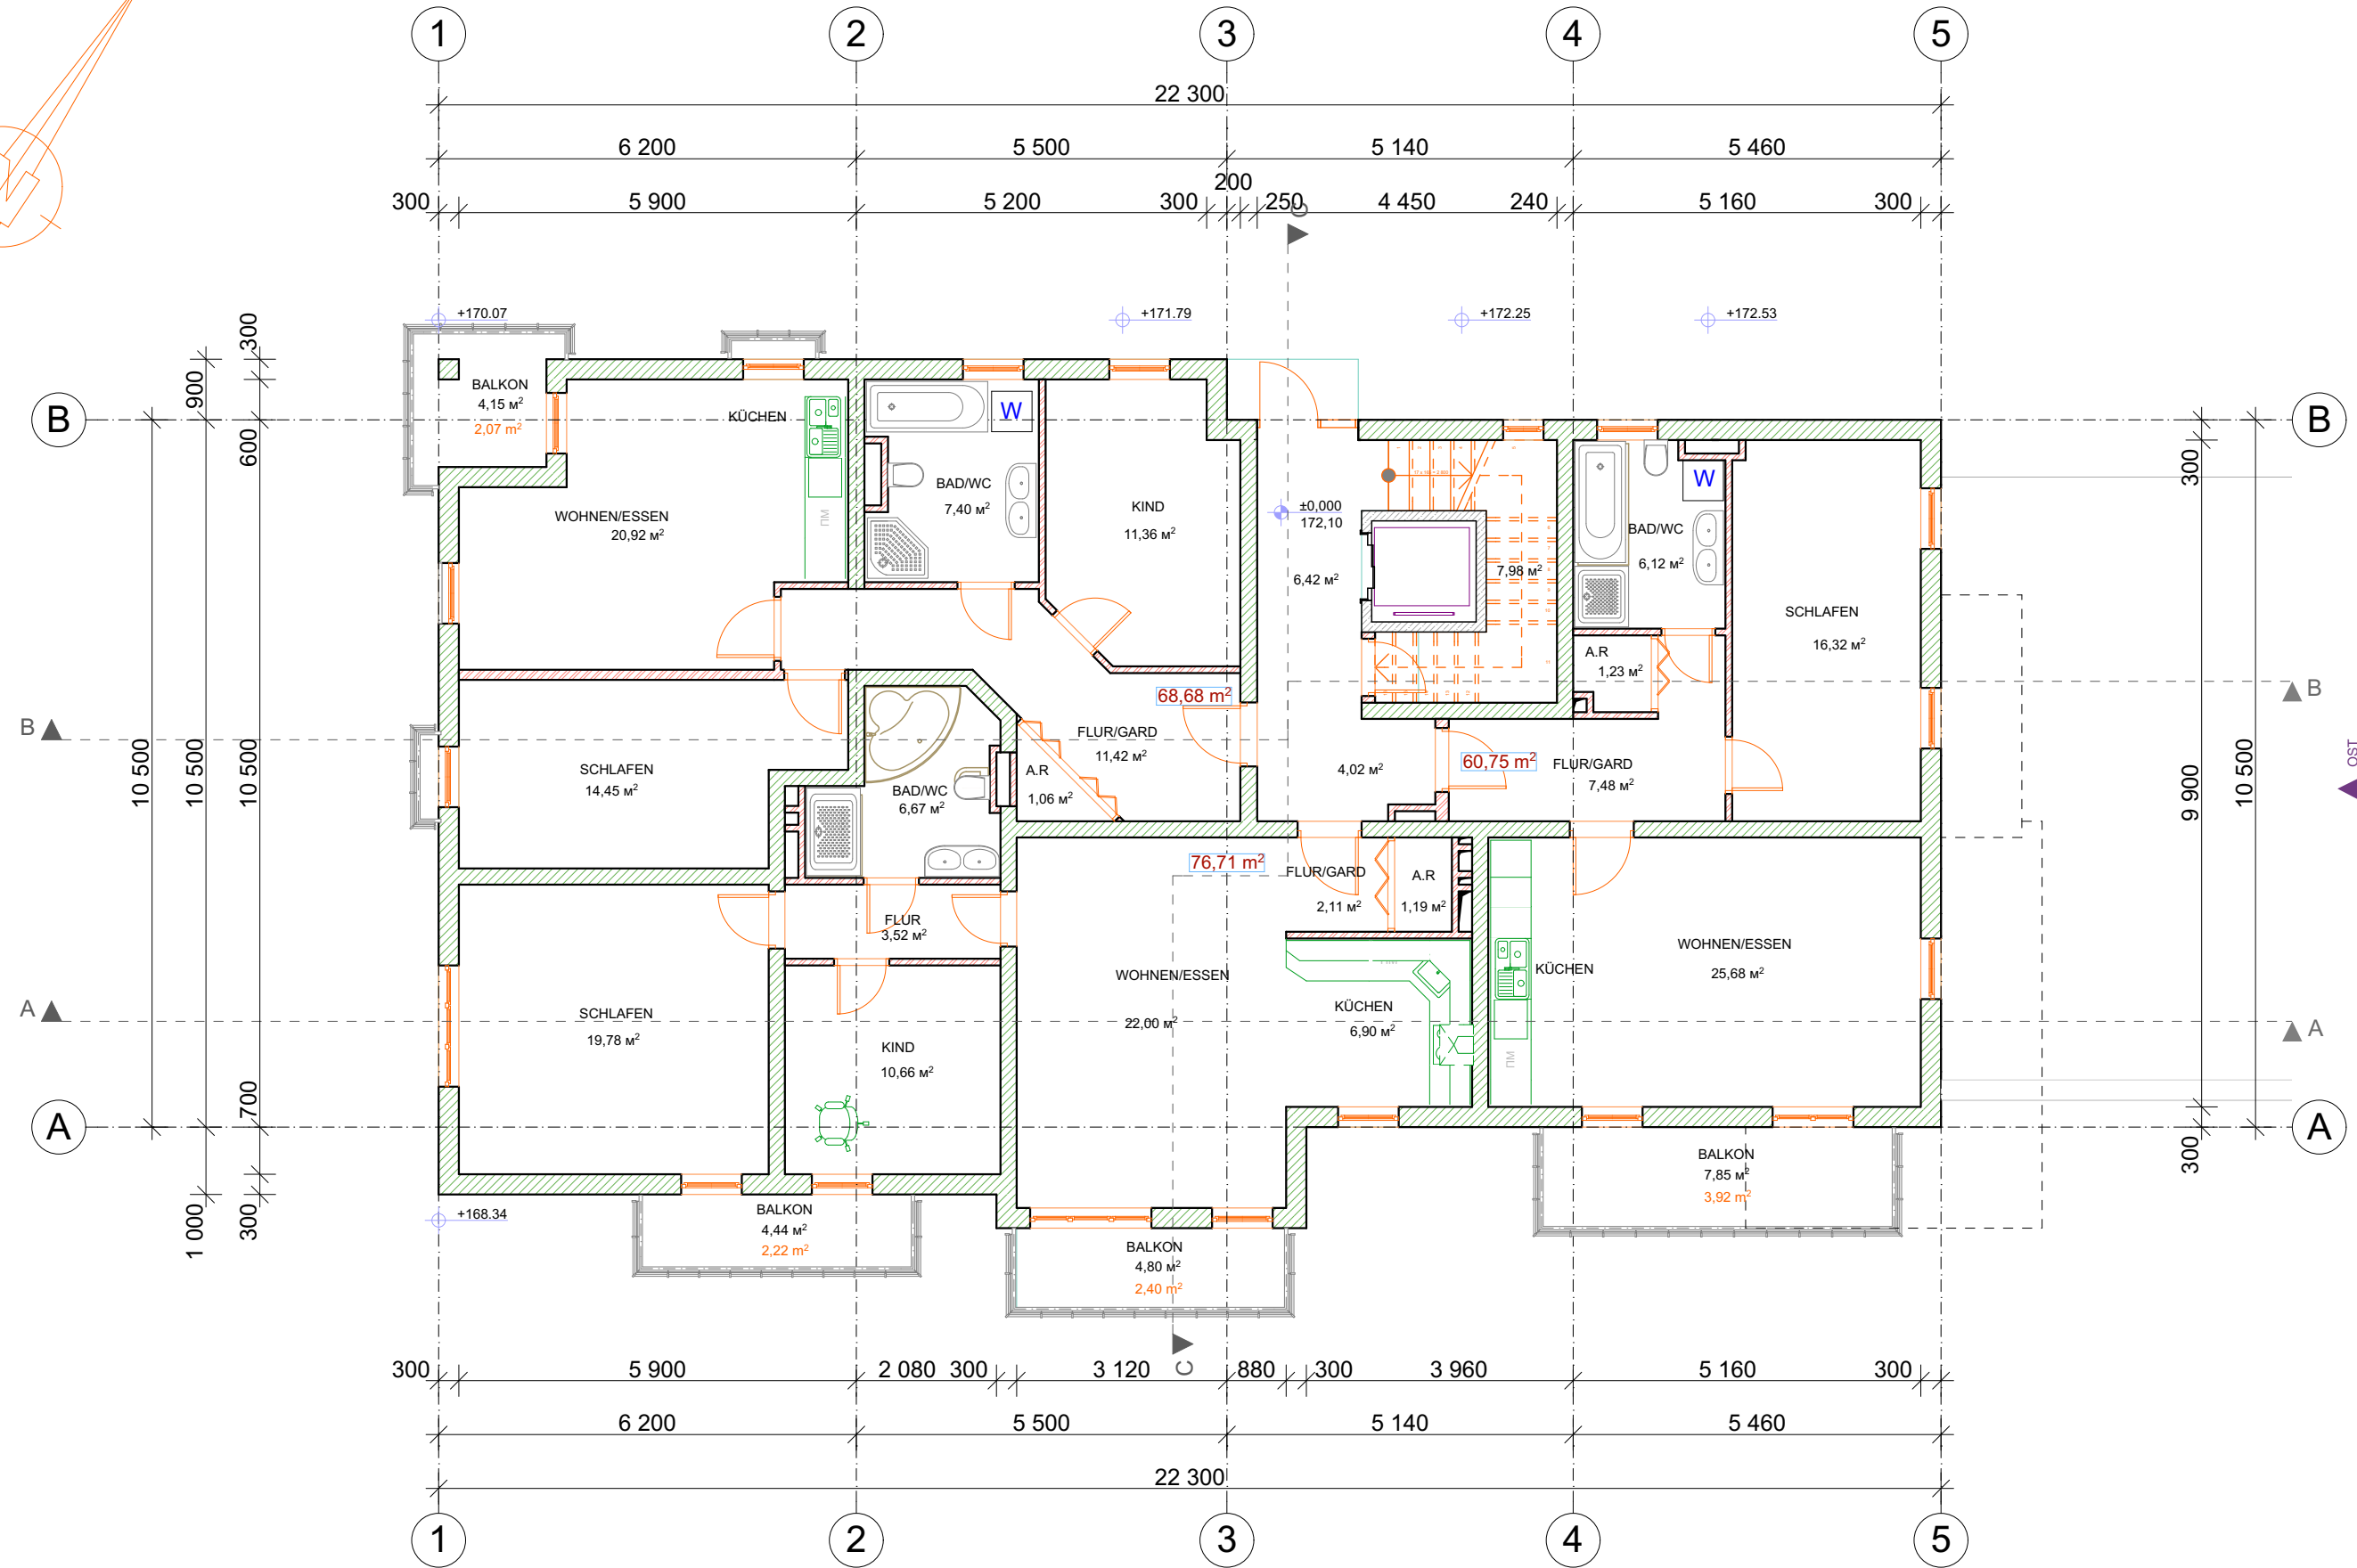 1 2 3 4 5
22 300
6 200 5 500 5 140 5 460
200
300 5 900 5 200 300 250 4 450 240 5 160 300
C
+170.07 +171.79 +172.25 +172.53
300
900
600
B B
BALKON
4,15 м²
2,07 m²
KÜCHEN
W
BAD/WC
7,40 м²
WOHNEN/ESSEN
20,92 м²
ПМ
KIND
11,36 м²
±0,000
172,10
6,42 м²
7,98 м²
W
BAD/WC
6,12 м²
300
SCHLAFEN
16,32 м²
A.R
1,23 м²
68,68 m²
B B
FLUR/GARD
11,42 м²
A.R
1,06 м²
SCHLAFEN
14,45 м²
BAD/WC
6,67 м²
4,02 м²
60,75 m²
FLUR/GARD
7,48 м²
OST
10 500 10 500 10 500
9 900 10 500
76,71 m²
FLUR/GARD
2,11 м²
A.R
1,19 м²
FLUR
3,52 м²
WOHNEN/ESSEN
22,00 м²
KÜCHEN
6,90 м²
KÜCHEN
WOHNEN/ESSEN
25,68 м²
ПМ
SCHLAFEN
19,78 м²
KIND
10,66 м²
A A
700
A A
300
1 000 300
+168.34
BALKON
4,44 м²
2,22 m²
BALKON
4,80 м²
2,40 m²
BALKON
7,85 м²
3,92 m²
C
300 5 900 2 080 300 3 120 880 300 3 960 5 160 300
6 200 5 500 5 140 5 460
22 300
1 2 3 4 5